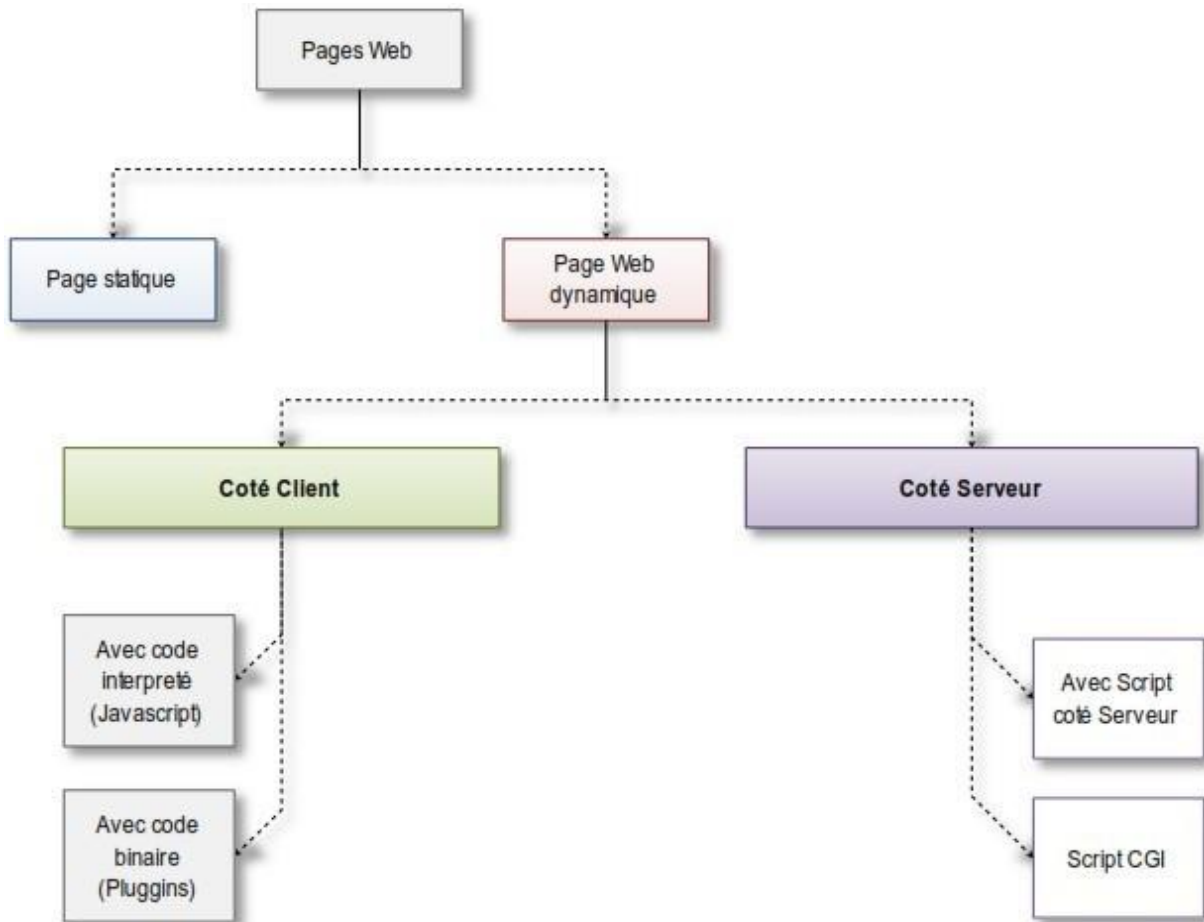 Pages Web
Page statique
Page Web
dynamique
Coté Client
Coté Serveur
Avec code
interpreté
(Javascript)
Avec Script
coté Serveur
Avec code
binaire
(Pluggins)
Script CGI